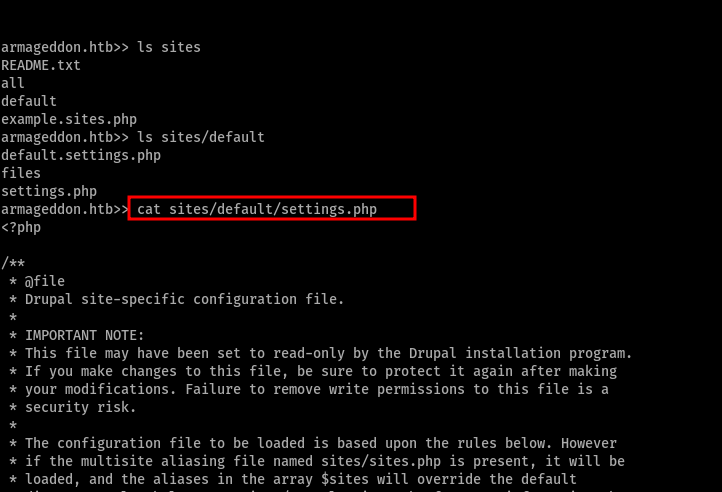 armageddon.htb>> ls sites
README.txt
all
default
example.sites.php
armageddon.htb>> ls sites/default
default.settings.php
files
settings.php
armageddon.htb>> cat sites/default/settings.php
<?php

/**
 * @file
 * Drupal site-specific configuration file.
 *
 * IMPORTANT NOTE:
 * This file may have been set to read-only by the Drupal installation program.
 * If you make changes to this file, be sure to protect it again after making
 * your modifications. Failure to remove write permissions to this file is a
 * security risk.
 *
 * The configuration file to be loaded is based upon the rules below. However
 * if the multisite aliasing file named sites/sites.php is present, it will be
 * loaded, and the aliases in the array $sites will override the default